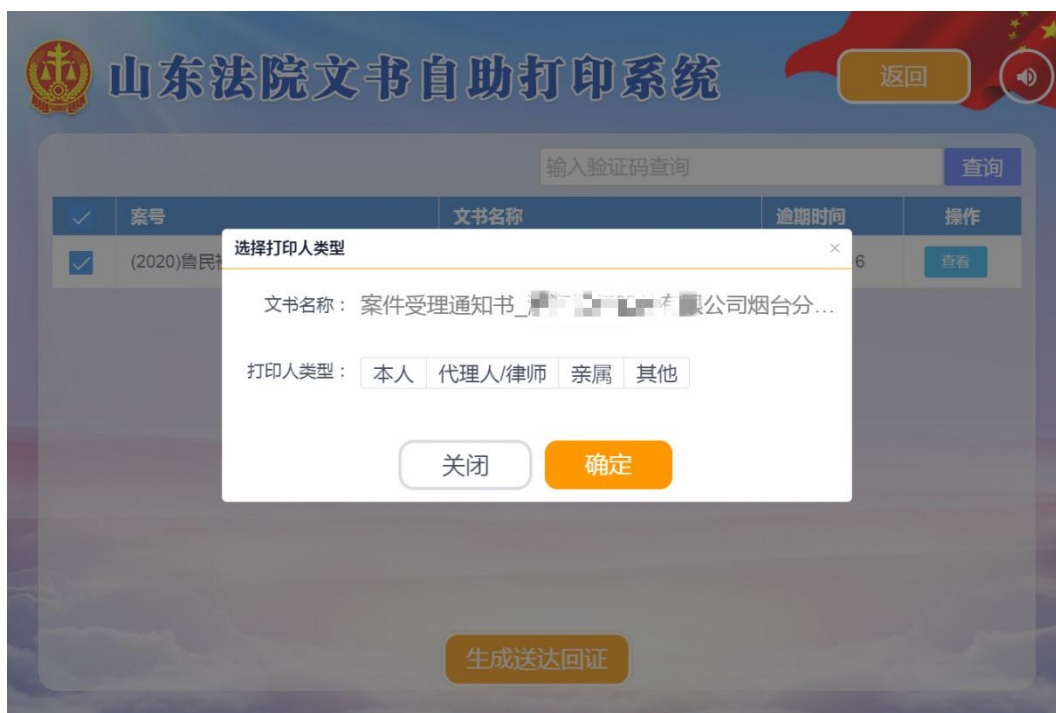 山东法院文书自助打印系统
返回
输入验证码查询
查询
案号
文书名称
逾期时间
操作
(2020)鲁民
6
查看
选择打印人类型
×
文书名称： 案件受理通知书_ 限公司烟台分...
打印人类型： 本人 代理人/律师 亲属 其他
关闭
确定
生成送达回证